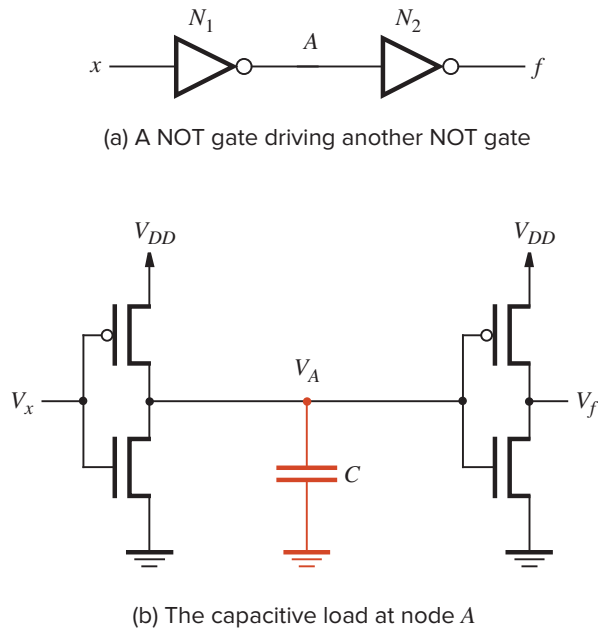 N1 A N2
x f
(a) A NOT gate driving another NOT gate
VDD VDD
VA
Vx Vf
C
(b) The capacitive load at node A